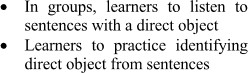 • In groups, learners to listen to
sentences with a direct object
• Learners to practice identifying
direct object from sentences